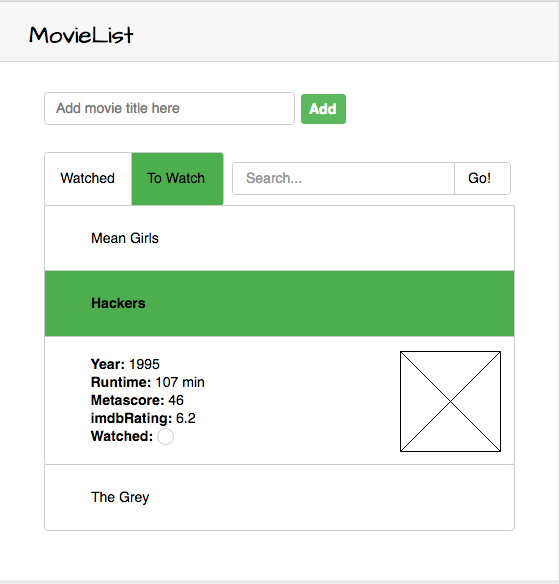 MovieList
Add movie title here
Add
Watched
To Watch
Search...
Go!
Mean Girls
Hackers
Year: 1995
Runtime: 107 min
Metascore: 46
imdbRating: 6.2
Watched:
The Grey